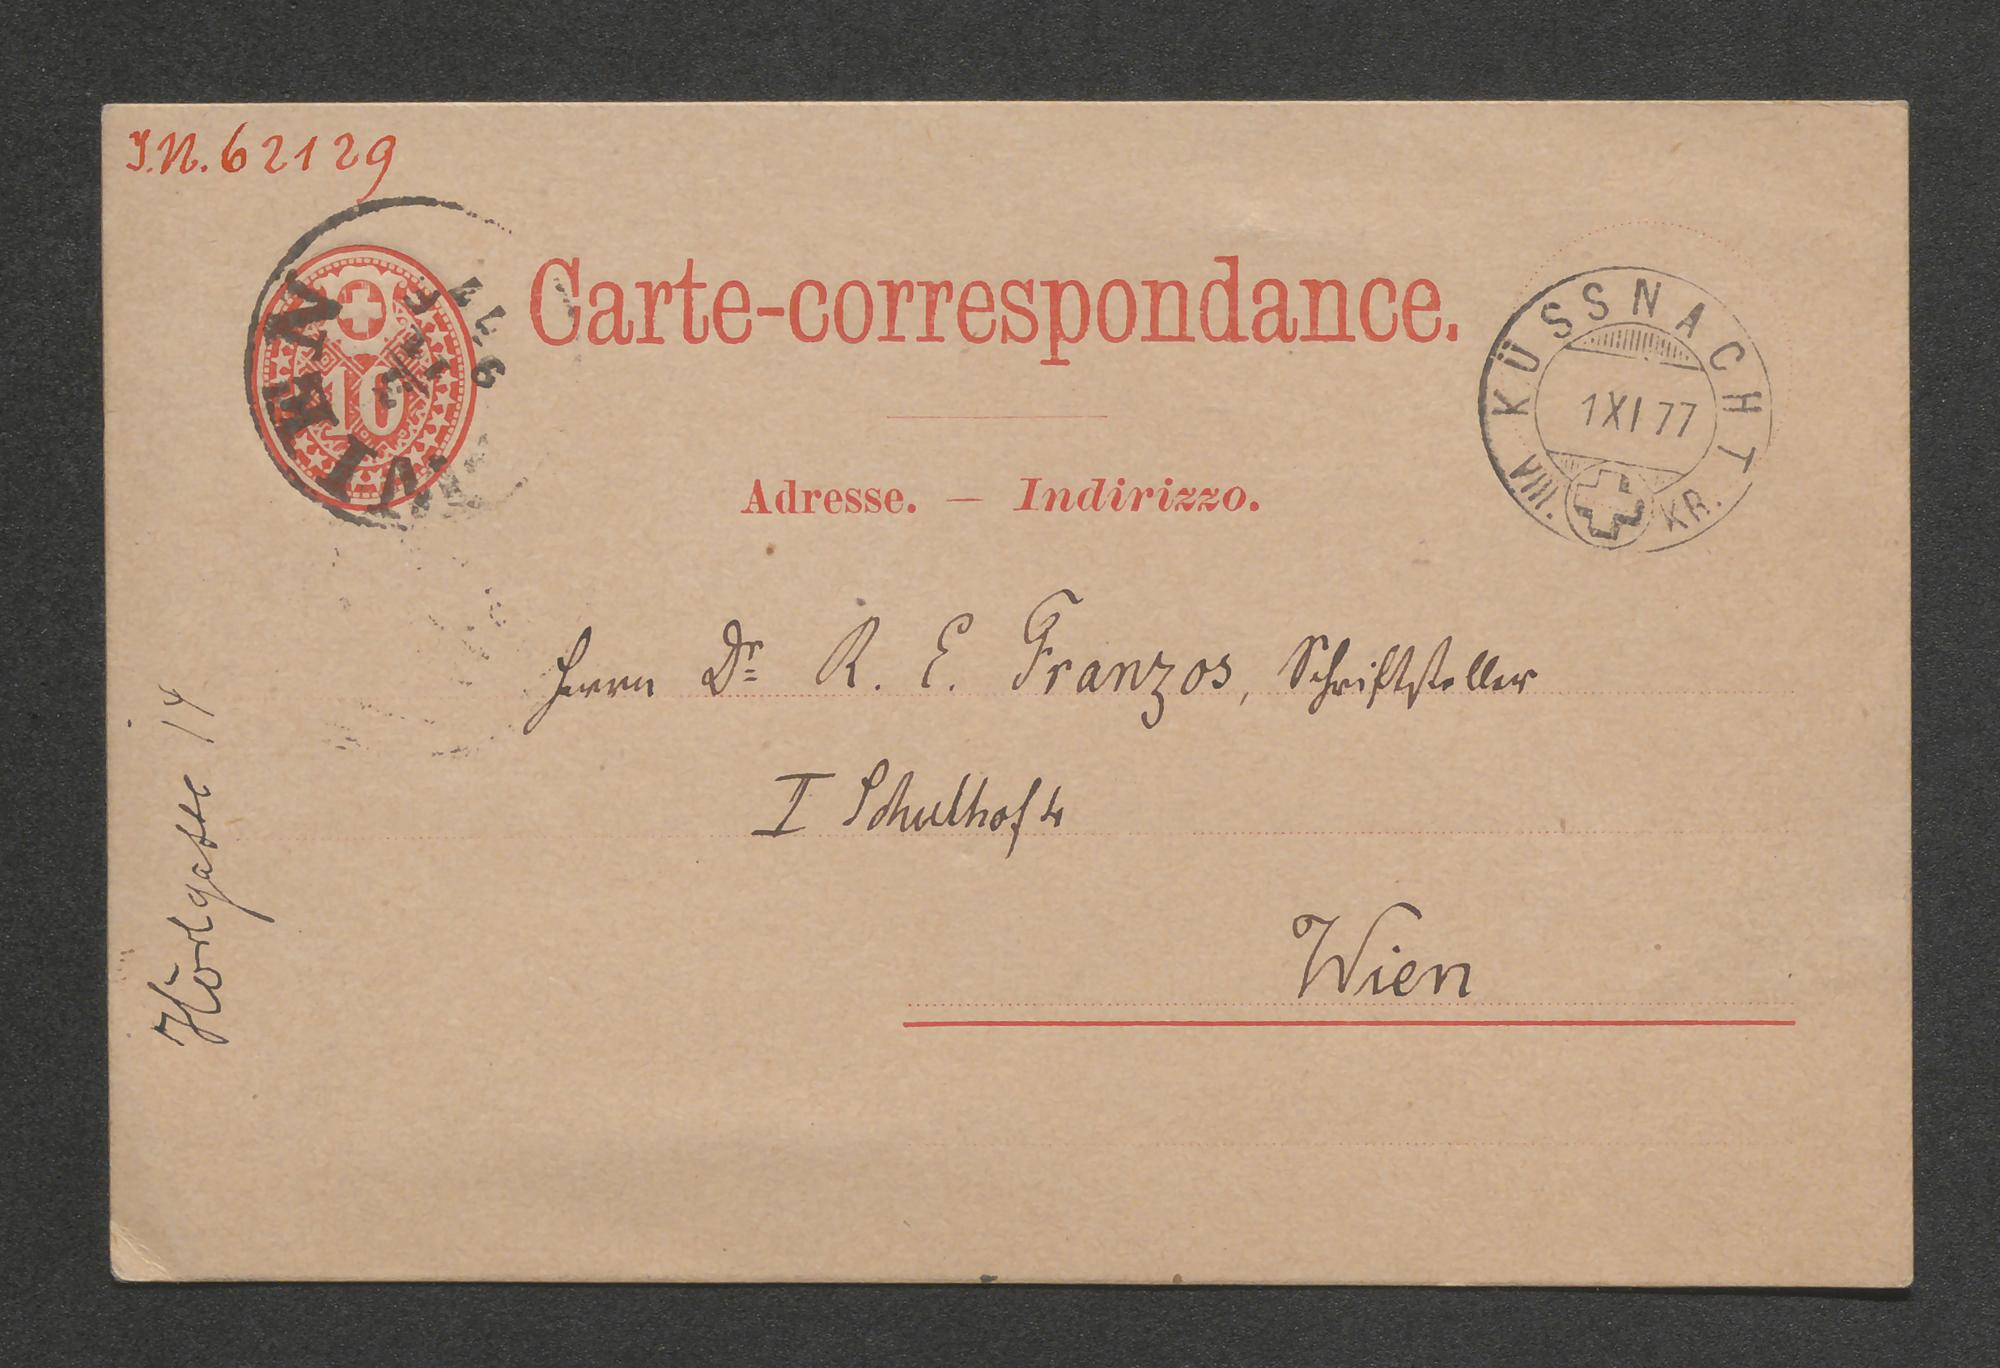 J.N. 62129
Carte-correspondance.
Adresse. — Indirizzo.
WIEN
10
KÜSSNACHT
1 XI 77
VIII.
Herrn Dr K. E. Franzos, Schriftsteller
I Schulhof 4
Wien
Hörlgasse 14